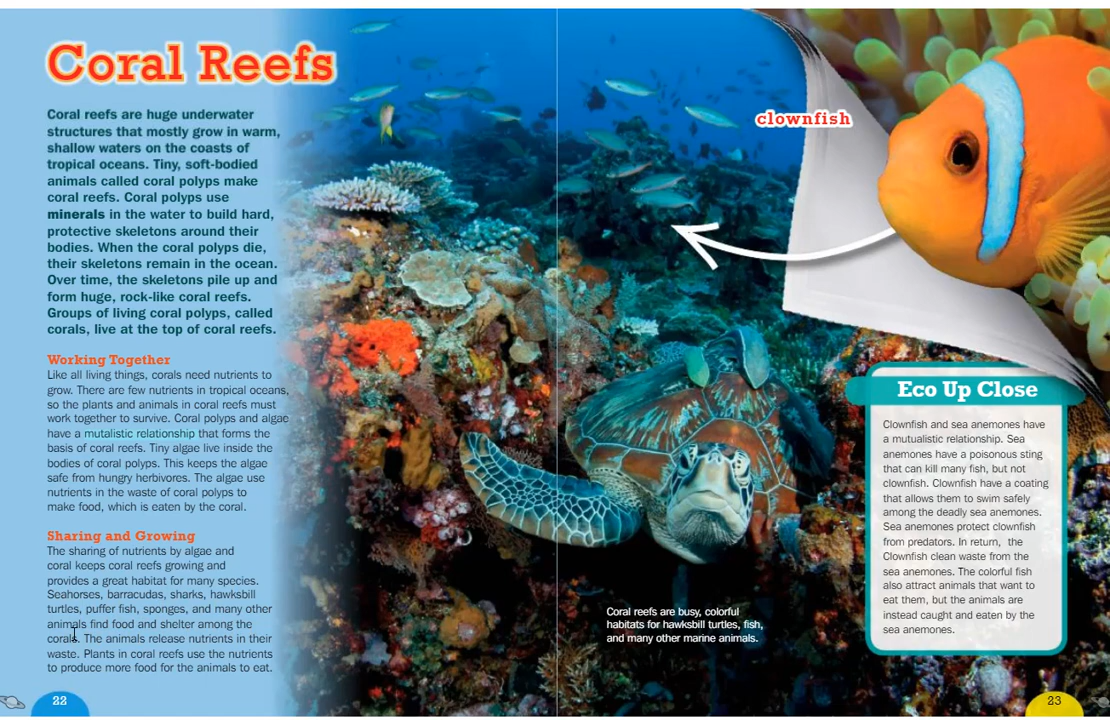 Coral Reefs
Coral reefs are huge underwater
structures that mostly grow in warm,
shallow waters on the coasts of
tropical oceans. Tiny, soft-bodied
animals called coral polyps make
coral reefs. Coral polyps use
minerals in the water to build hard,
protective skeletons around their
bodies. When the coral polyps die,
their skeletons remain in the ocean.
Over time, the skeletons pile up and
form huge, rock-like coral reefs.
Groups of living coral polyps, called
corals, live at the top of coral reefs.
Working Together
Like all living things, corals need nutrients to
grow. There are few nutrients in tropical oceans,
so the plants and animals in coral reefs must
work together to survive. Coral polyps and algae
have a mutalistic relationship that forms the
basis of coral reefs. Tiny algae live inside the
bodies of coral polyps. This keeps the algae
safe from hungry herbivores. The algae use
nutrients in the waste of coral polyps to
make food, which is eaten by the coral.
Sharing and Growing
The sharing of nutrients by algae and
coral keeps coral reefs growing and
provides a great habitat for many species.
Seahorses, barracudas, sharks, hawksbill
turtles, puffer fish, sponges, and many other
animals find food and shelter among the
corals. The animals release nutrients in their
waste. Plants in coral reefs use the nutrients
to produce more food for the animals to eat.
22
clownfish
Coral reefs are busy, colorful
habitats for hawksbill turtles, fish,
and many other marine animals.
Eco Up Close
Clownfish and sea anemones have
a mutualistic relationship. Sea
anemones have a poisonous sting
that can kill many fish, but not
clownfish. Clownfish have a coating
that allows them to swim safely
among the deadly sea anemones.
Sea anemones protect clownfish
from predators. In return, the
Clownfish clean waste from the
sea anemones. The colorful fish
also attract animals that want to
eat them, but the animals are
instead caught and eaten by the
sea anemones.
23